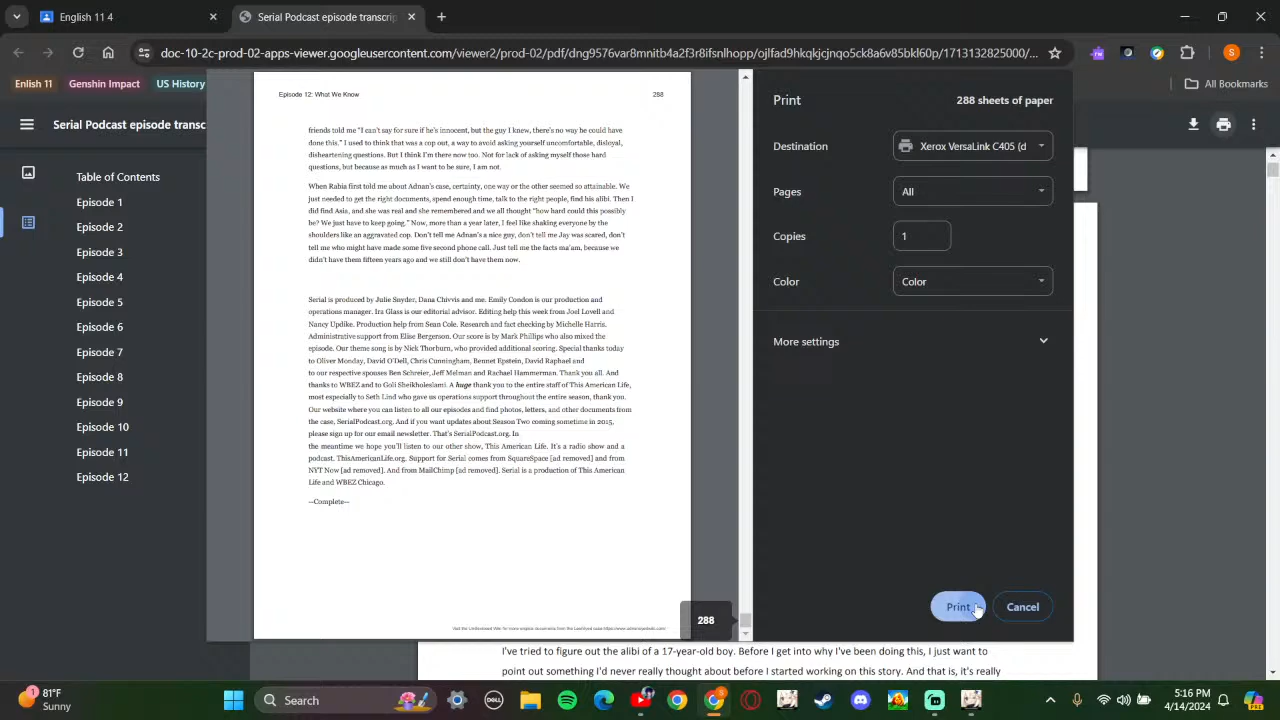 English 11 4
Serial Podcast episode transcrip
doc-10-2c-prod-02-apps-viewer.googleusercontent.com/viewer2/prod-02/pdf/
English
Genshin Impact
US History
All Bookmarks
Serial Podcast episode transc
Table of Contents
Episode 1
Episode 2
Episode 3
Episode 4
Episode 5
Episode 6
Episode 7
Episode 8
Episode 9
Episode 10
Episode 11
Episode 12
Episode 12: What We Know
288
friends told me “I can't say for sure if he's innocent, but the guy I knew, there's no way he could have
done this.” I used to think that was a cop out, a way to avoid asking yourself uncomfortable, disloyal,
disheartening questions. But I think I'm there now too. Not for lack of asking myself those hard
questions, but because as much as I want to be sure, I am not.
When Rabia first told me about Adnan's case, certainty, one way or the other seemed so attainable. We
just needed to get the right documents, spend enough time, talk to the right people, find his alibi. Then I
did find Asia, and she was real and she remembered and we all thought “how hard could this possibly
be? We just have to keep going.” Now, more than a year later, I feel like shaking everyone by the
shoulders like an aggravated cop. Don't tell me Adnan's a nice guy, don't tell me Jay was scared, don't
tell me who might have made some five second phone call. Just tell me the facts ma'am, because we
didn't have them fifteen years ago and we still don't have them now.
Serial is produced by Julie Snyder, Dana Chivvis and me. Emily Condon is our production and
operations manager. Ira Glass is our editorial advisor. Editing help this week from Joel Lovell and
Nancy Updike. Production help from Sean Cole. Research and fact checking by Michelle Harris.
Administrative support from Elise Bergerson. Our score is by Mark Phillips who also mixed the
episode. Our theme song is by Nick Thorburn, who provided additional scoring. Special thanks today
to Oliver Monday, David O'Dell, Chris Cunningham, Bennet Epstein, David Raphael and
to our respective spouses Ben Schreier, Jeff Melman and Rachael Hammerman. Thank you all. And
thanks to WBEZ and to Goli Sheikholeslami. A huge thank you to the entire staff of This American Life,
most especially to Seth Lind who gave us operations support throughout the entire season, thank you.
Our website where you can listen to all our episodes and find photos, letters, and other documents from
the case, SerialPodcast.org. And if you want updates about Season Two coming sometime in 2015,
please sign up for our email newsletter. That's SerialPodcast.org. In
the meantime we hope you'll listen to our other show, This American Life. It's a radio show and a
podcast. ThisAmericanLife.org. Support for Serial comes from SquareSpace [ad removed] and from
NYT Now [ad removed]. And from MailChimp [ad removed]. Serial is a production of This American
Life and WBEZ Chicago.
—Complete—
288
Print
288 sheets of paper
Destination
Pages
All
Copies
1
Color
Color
Cancel
I've tried to figure out the alibi of a 17-year-old boy. Before I get into why I've been doing this, I just want to
point out something I'd never really thought about before I started working on this story. And that is, it's really
81°F
Sunny
Search
5:16 PM
4/14/2024